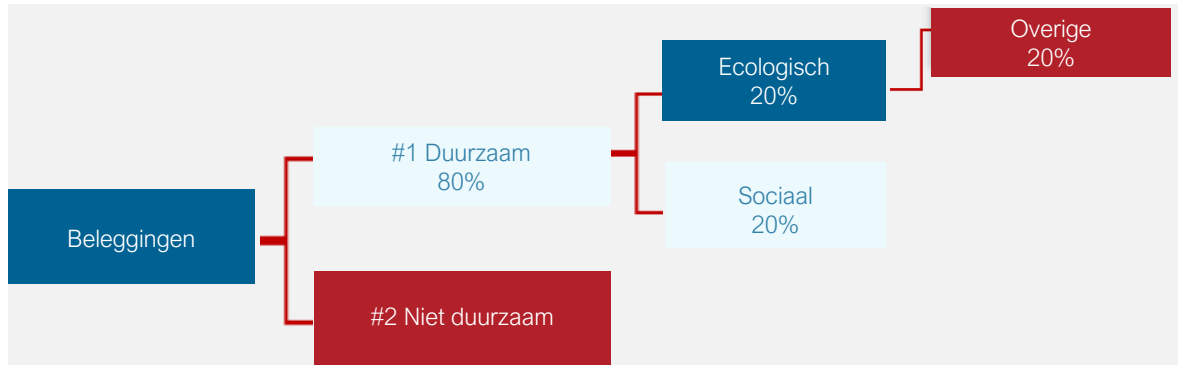 Overige
20%
Ecologisch
20%
#1 Duurzaam
80%
Sociaal
20%
Beleggingen
#2 Niet duurzaam